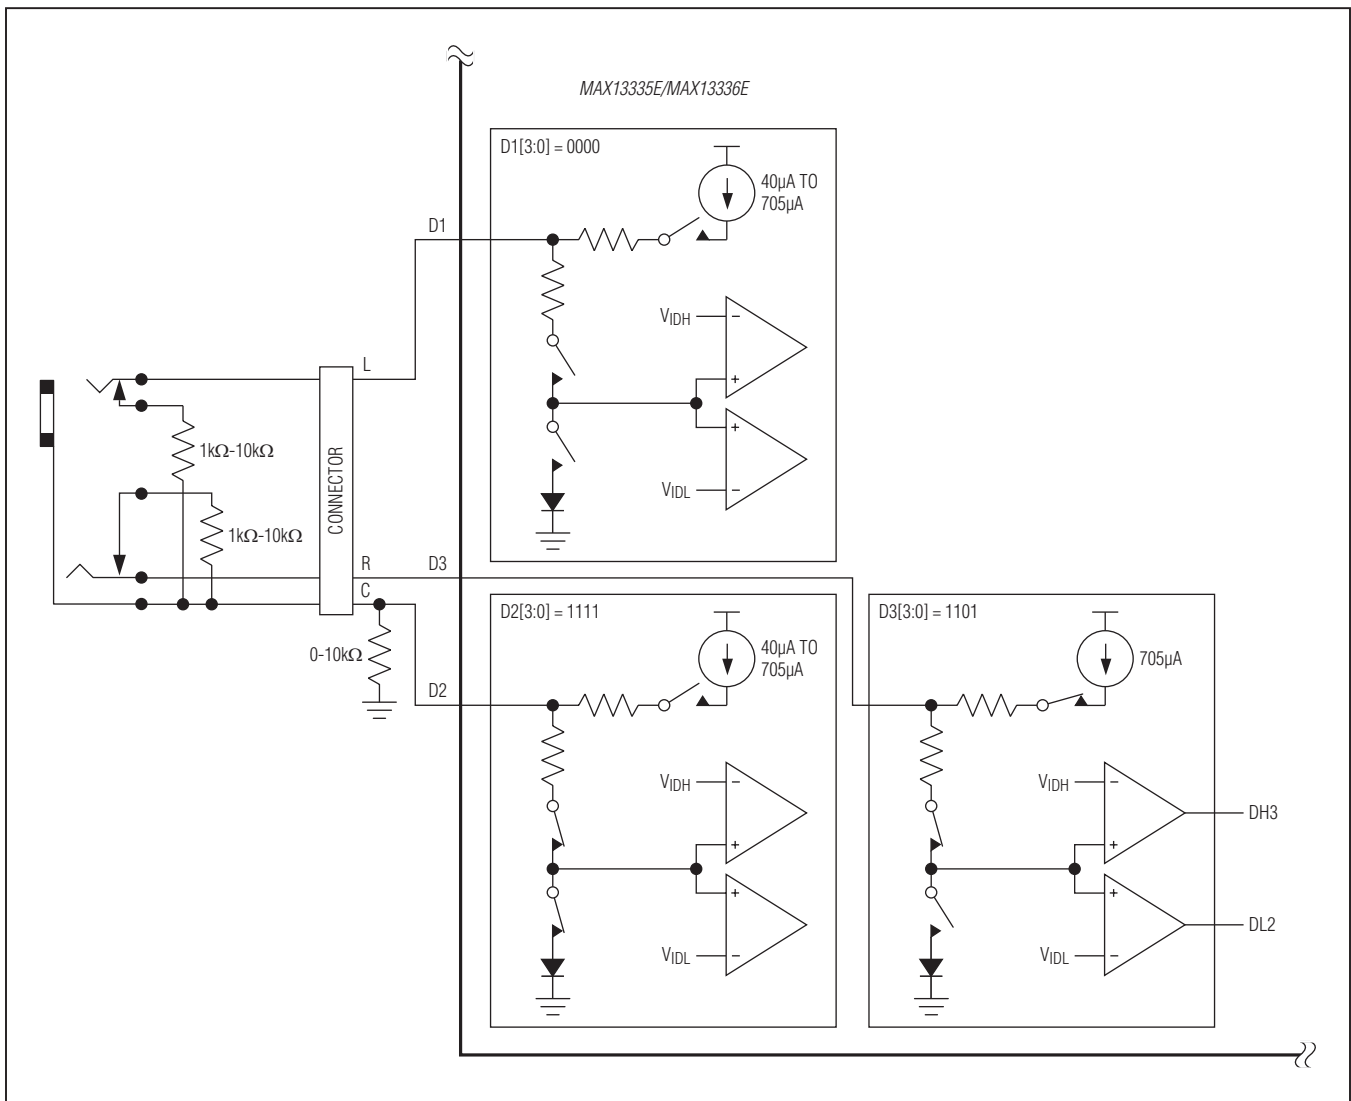 MAX13335E/MAX13336E
D1[3:0] = 0000
40µA TO
705µA
D1
VIDH
−
+
+
VIDL
−
L
1kΩ-10kΩ
1kΩ-10kΩ
CONNECTOR
R
D3
C
0-10kΩ
D2
D2[3:0] = 1111
40µA TO
705µA
VIDH
−
+
+
VIDL
−
D3[3:0] = 1101
705µA
VIDH
−
+
DH3
+
DL2
VIDL
−